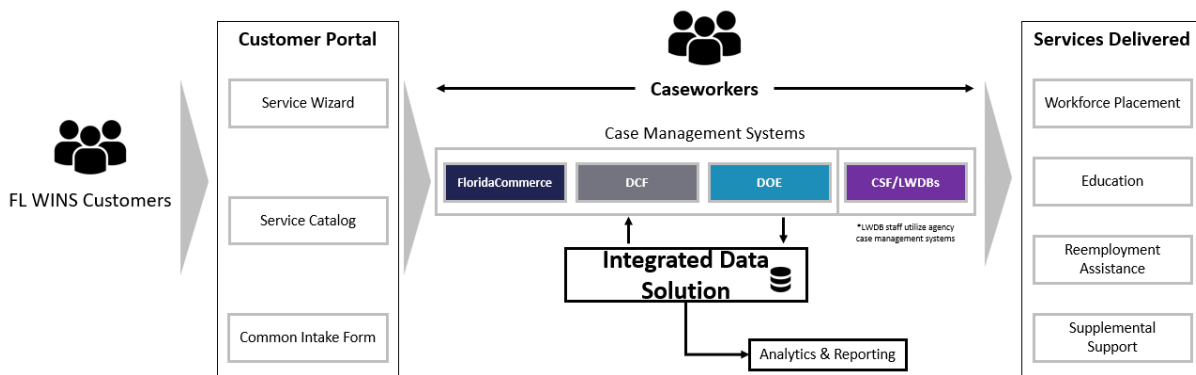 FL WINS Customers
Customer Portal
Service Wizard
Service Catalog
Common Intake Form
Caseworkers
Case Management Systems
FloridaCommerce
DCF
DOE
CSF/LWDBs
*LWDB staff utilize agency
case management systems
Integrated Data
Solution
Analytics & Reporting
Services Delivered
Workforce Placement
Education
Reemployment
Assistance
Supplemental
Support